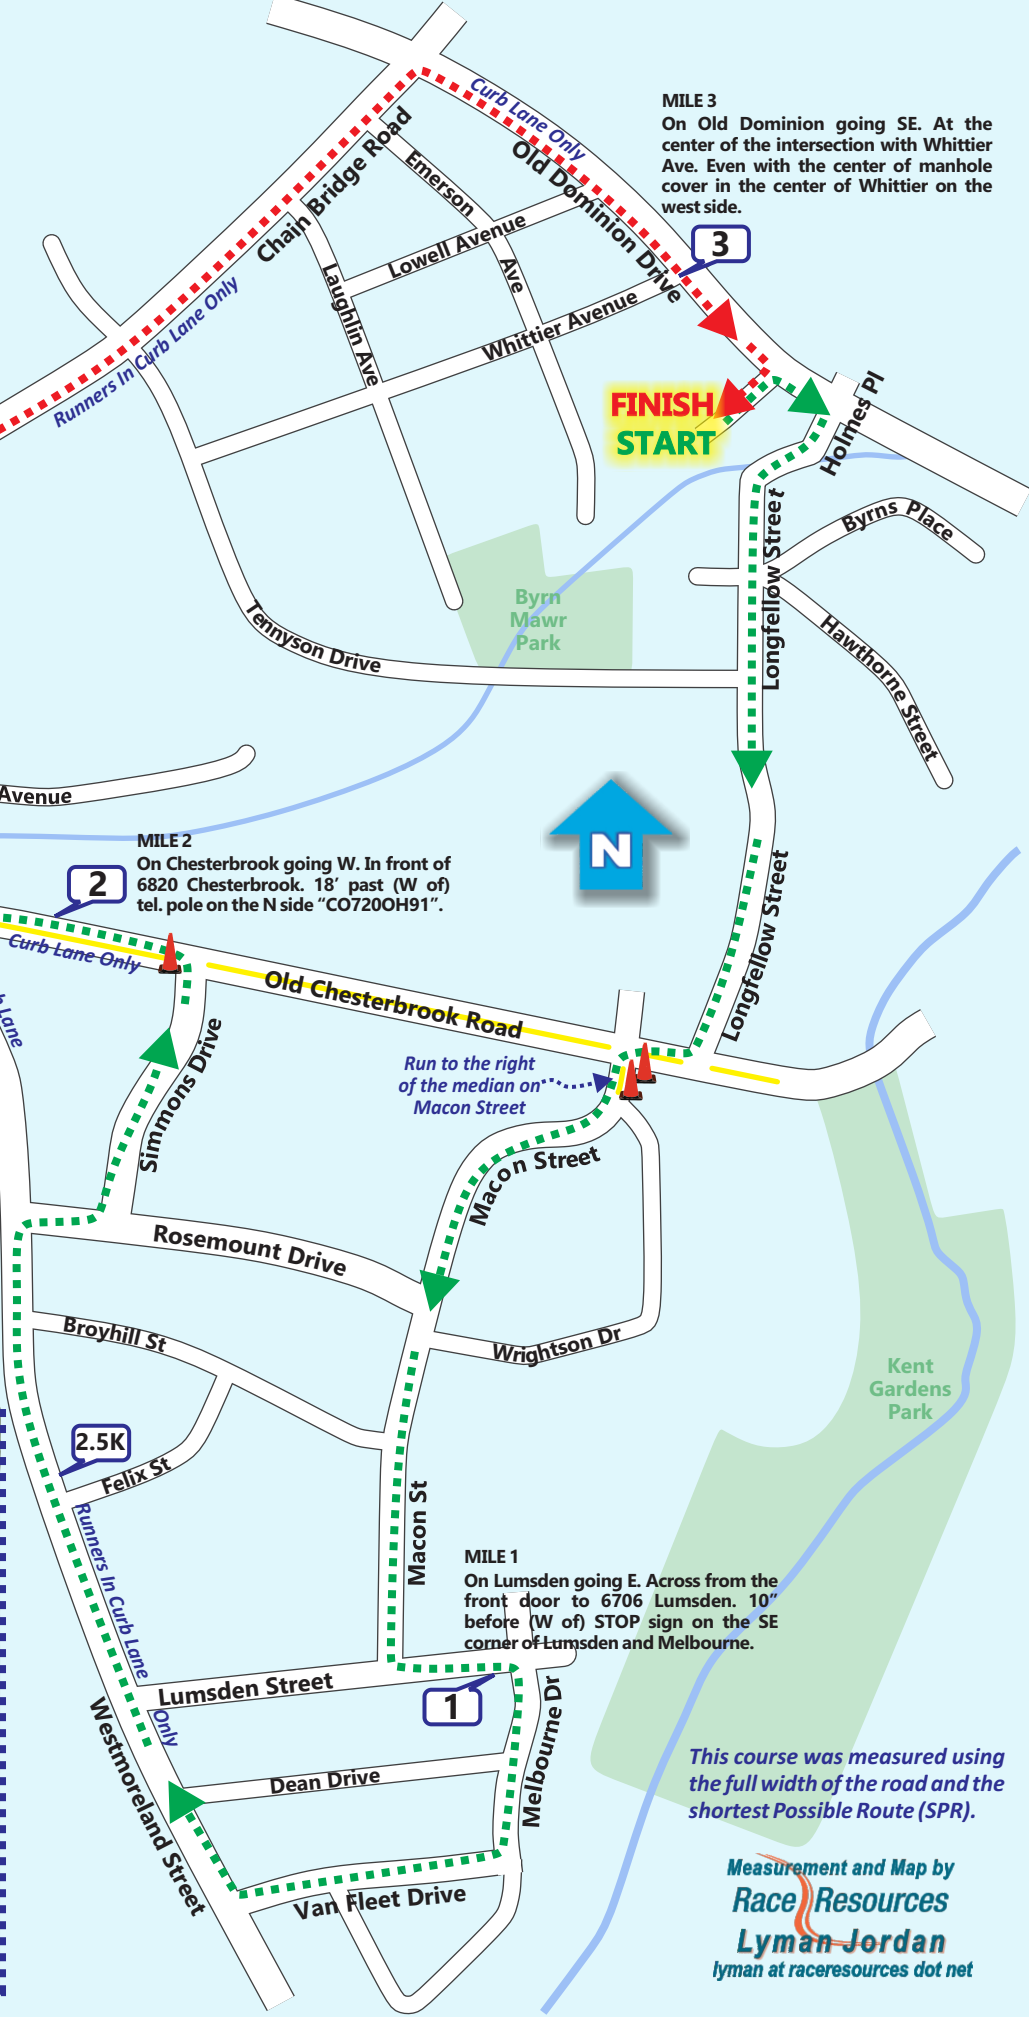 Curb Lane Only
MILE 3
On Old Dominion going SE. At the
center of the intersection with Whittier
Ave. Even with the center of manhole
cover in the center of Whittier on the
west side.
Chain Bridge Road
Emerson
Ave
Old Dominion Drive
Lowell Avenue
3
Laughlin Ave
Runners In Curb Lane Only
Whittier Avenue
FINISH
START
Holmes Pl
Longfellow Street
Byrns Place
Byrn
Mawr
Park
Tennyson Drive
Hawthorne Street
Avenue
N
MILE 2
On Chesterbrook going W. In front of
6820 Chesterbrook. 18' past (W of)
tel. pole on the N side “CO720OH91”.
2
Curb Lane Only
Longfellow Street
Old Chesterbrook Road
Lane
Simmons Drive
Run to the right
of the median on
Macon Street
Macon Street
Rosemount Drive
Broyhill St
Wrightson Dr
Kent
Gardens
Park
2.5K
Felix St
Macon St
Runners In Curb Lane Only
MILE 1
On Lumsden going E. Across from the
front door to 6706 Lumsden. 10”
before (W of) STOP sign on the SE
corner of Lumsden and Melbourne.
Lumsden Street
1
Melbourne Dr
Westmoreland Street
Dean Drive
Van Fleet Drive
This course was measured using
the full width of the road and the
shortest Possible Route (SPR).
Measurement and Map by
Race Resources
Lyman Jordan
lyman at raceresources dot net